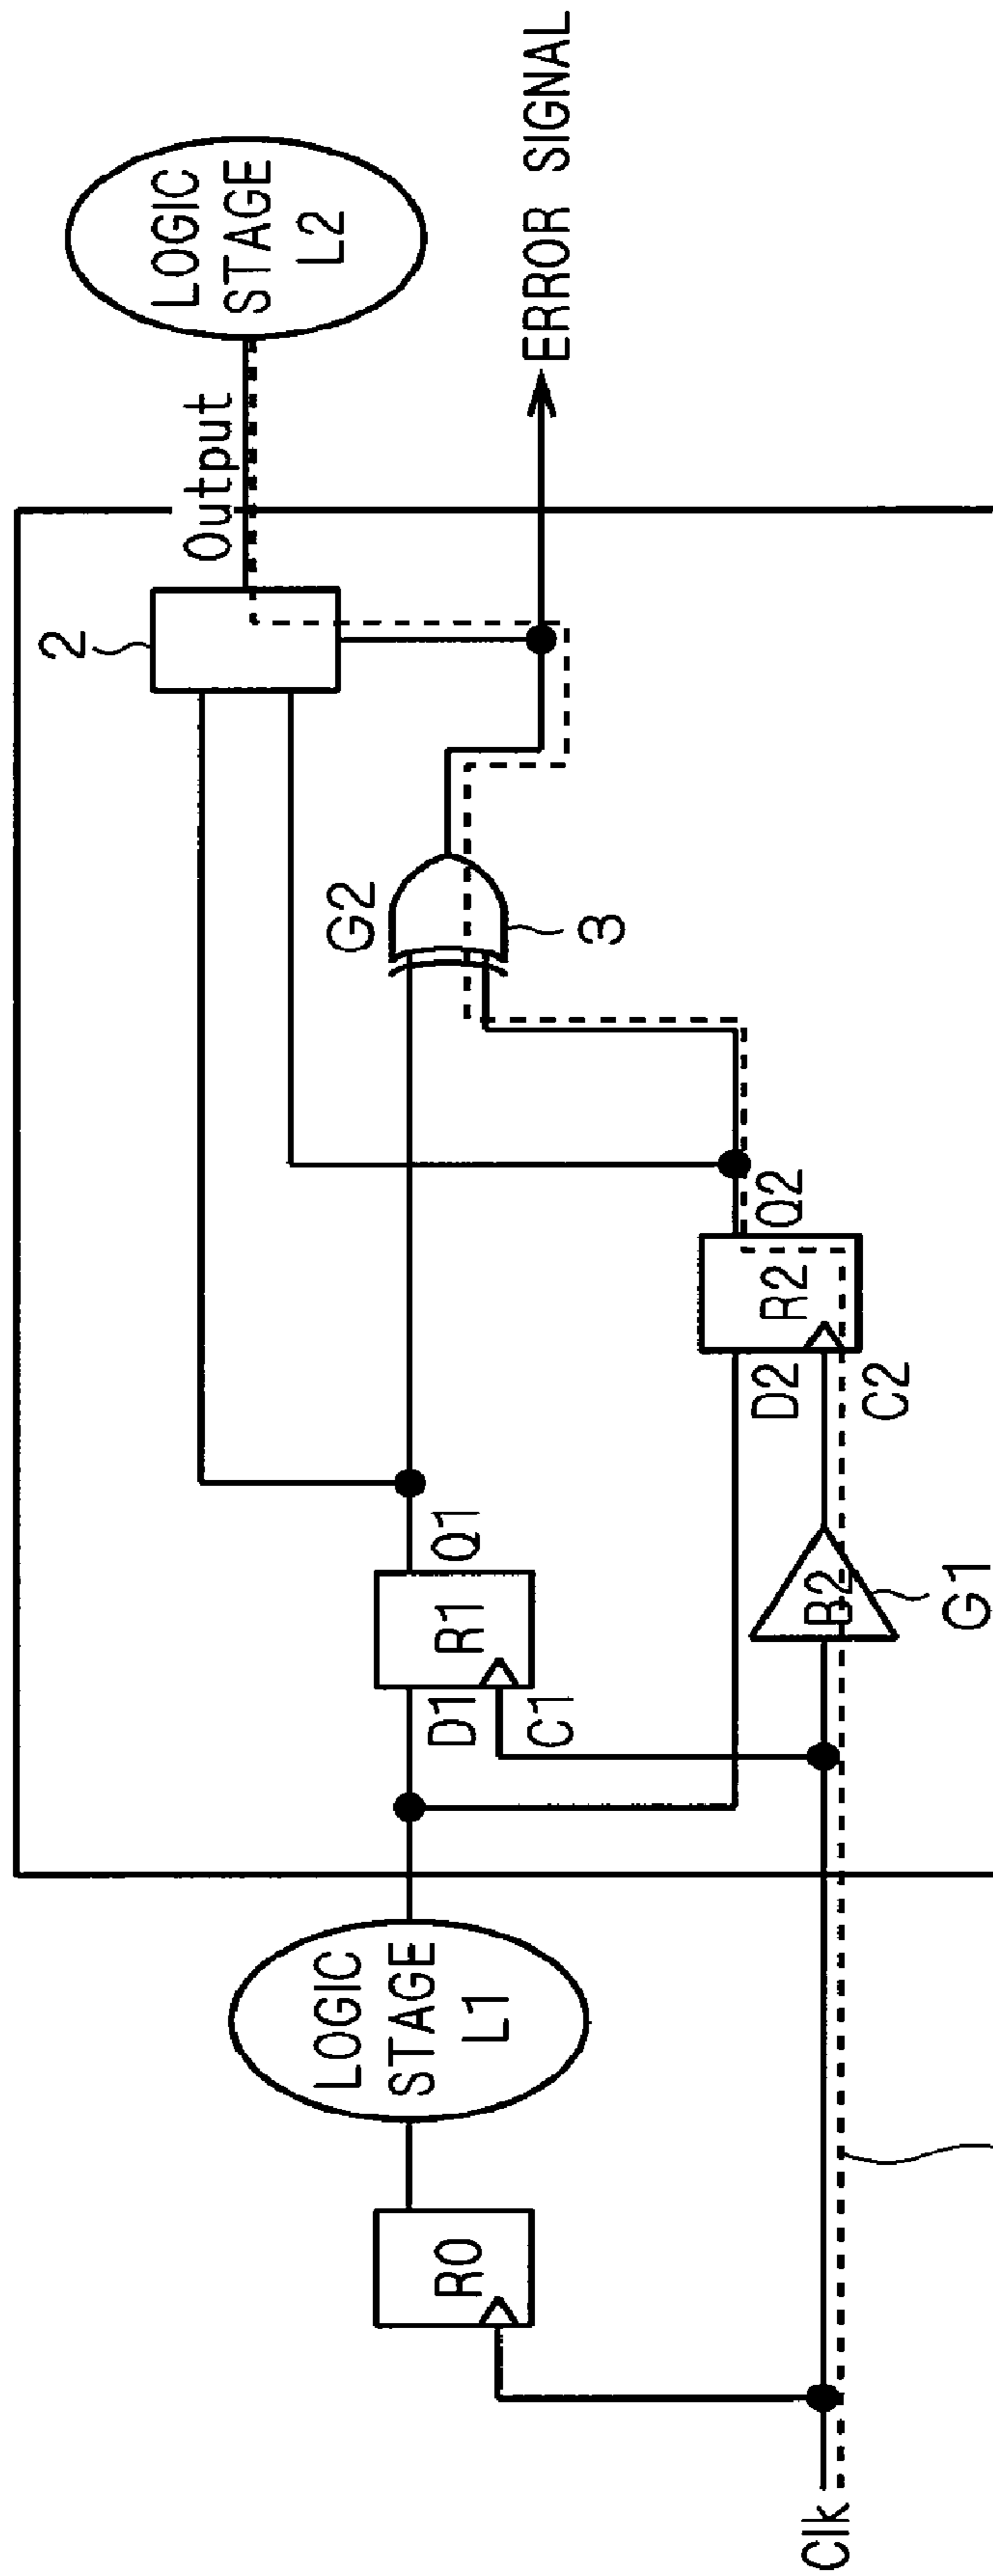 2
Output
LOGIC
STAGE
L2
LOGIC
STAGE
L1
R0
D1
R1
Q1
C1
G2
3
ERROR SIGNAL
D2
R2
Q2
C2
Clk
B2
G1